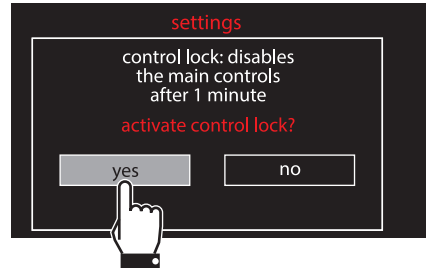 settings
control lock: disables
the main controls
after 1 minute
activate control lock?
yes
no